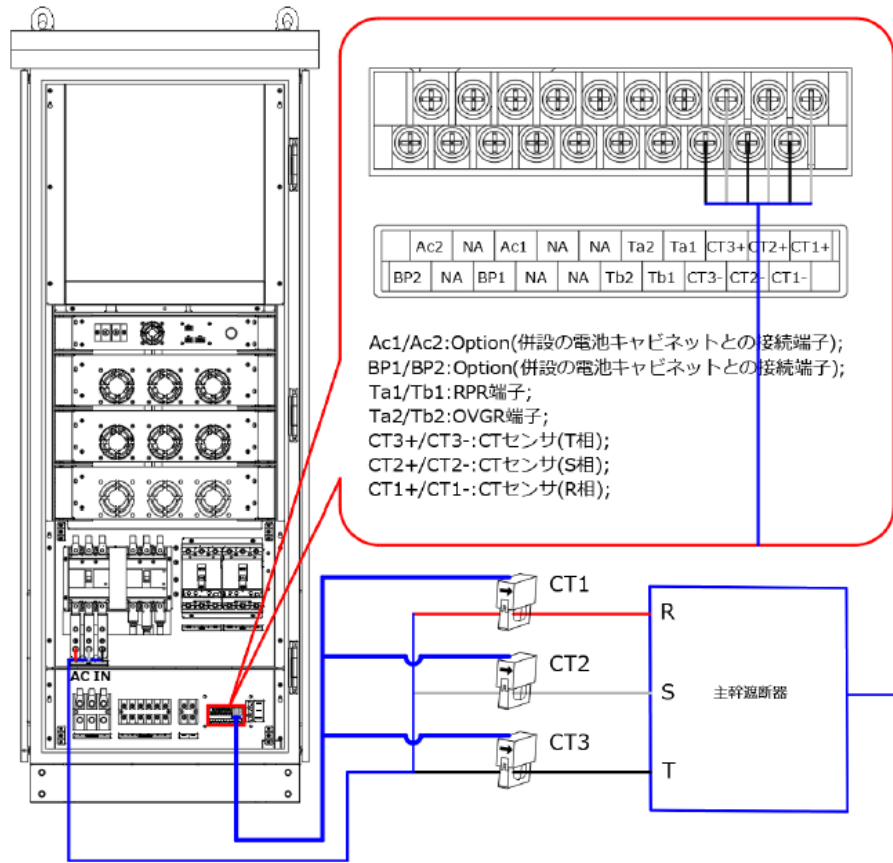 Ac2 NA Ac1 NA NA Ta2 Ta1 CT3+ CT2+ CT1+
BP2 NA BP1 NA NA Tb2 Tb1 CT3- CT2- CT1-
Ac1/Ac2:Option(併設の電池キャビネットとの接続端子);
BP1/BP2:Option(併設の電池キャビネットとの接続端子);
Ta1/Tb1:RPR端子;
Ta2/Tb2:OVGR端子;
CT3+/CT3-:CTセンサ(T相);
CT2+/CT2-:CTセンサ(S相);
CT1+/CT1-:CTセンサ(R相);
CT1
R
AC IN
CT2
S
主幹遮断器
CT3
T